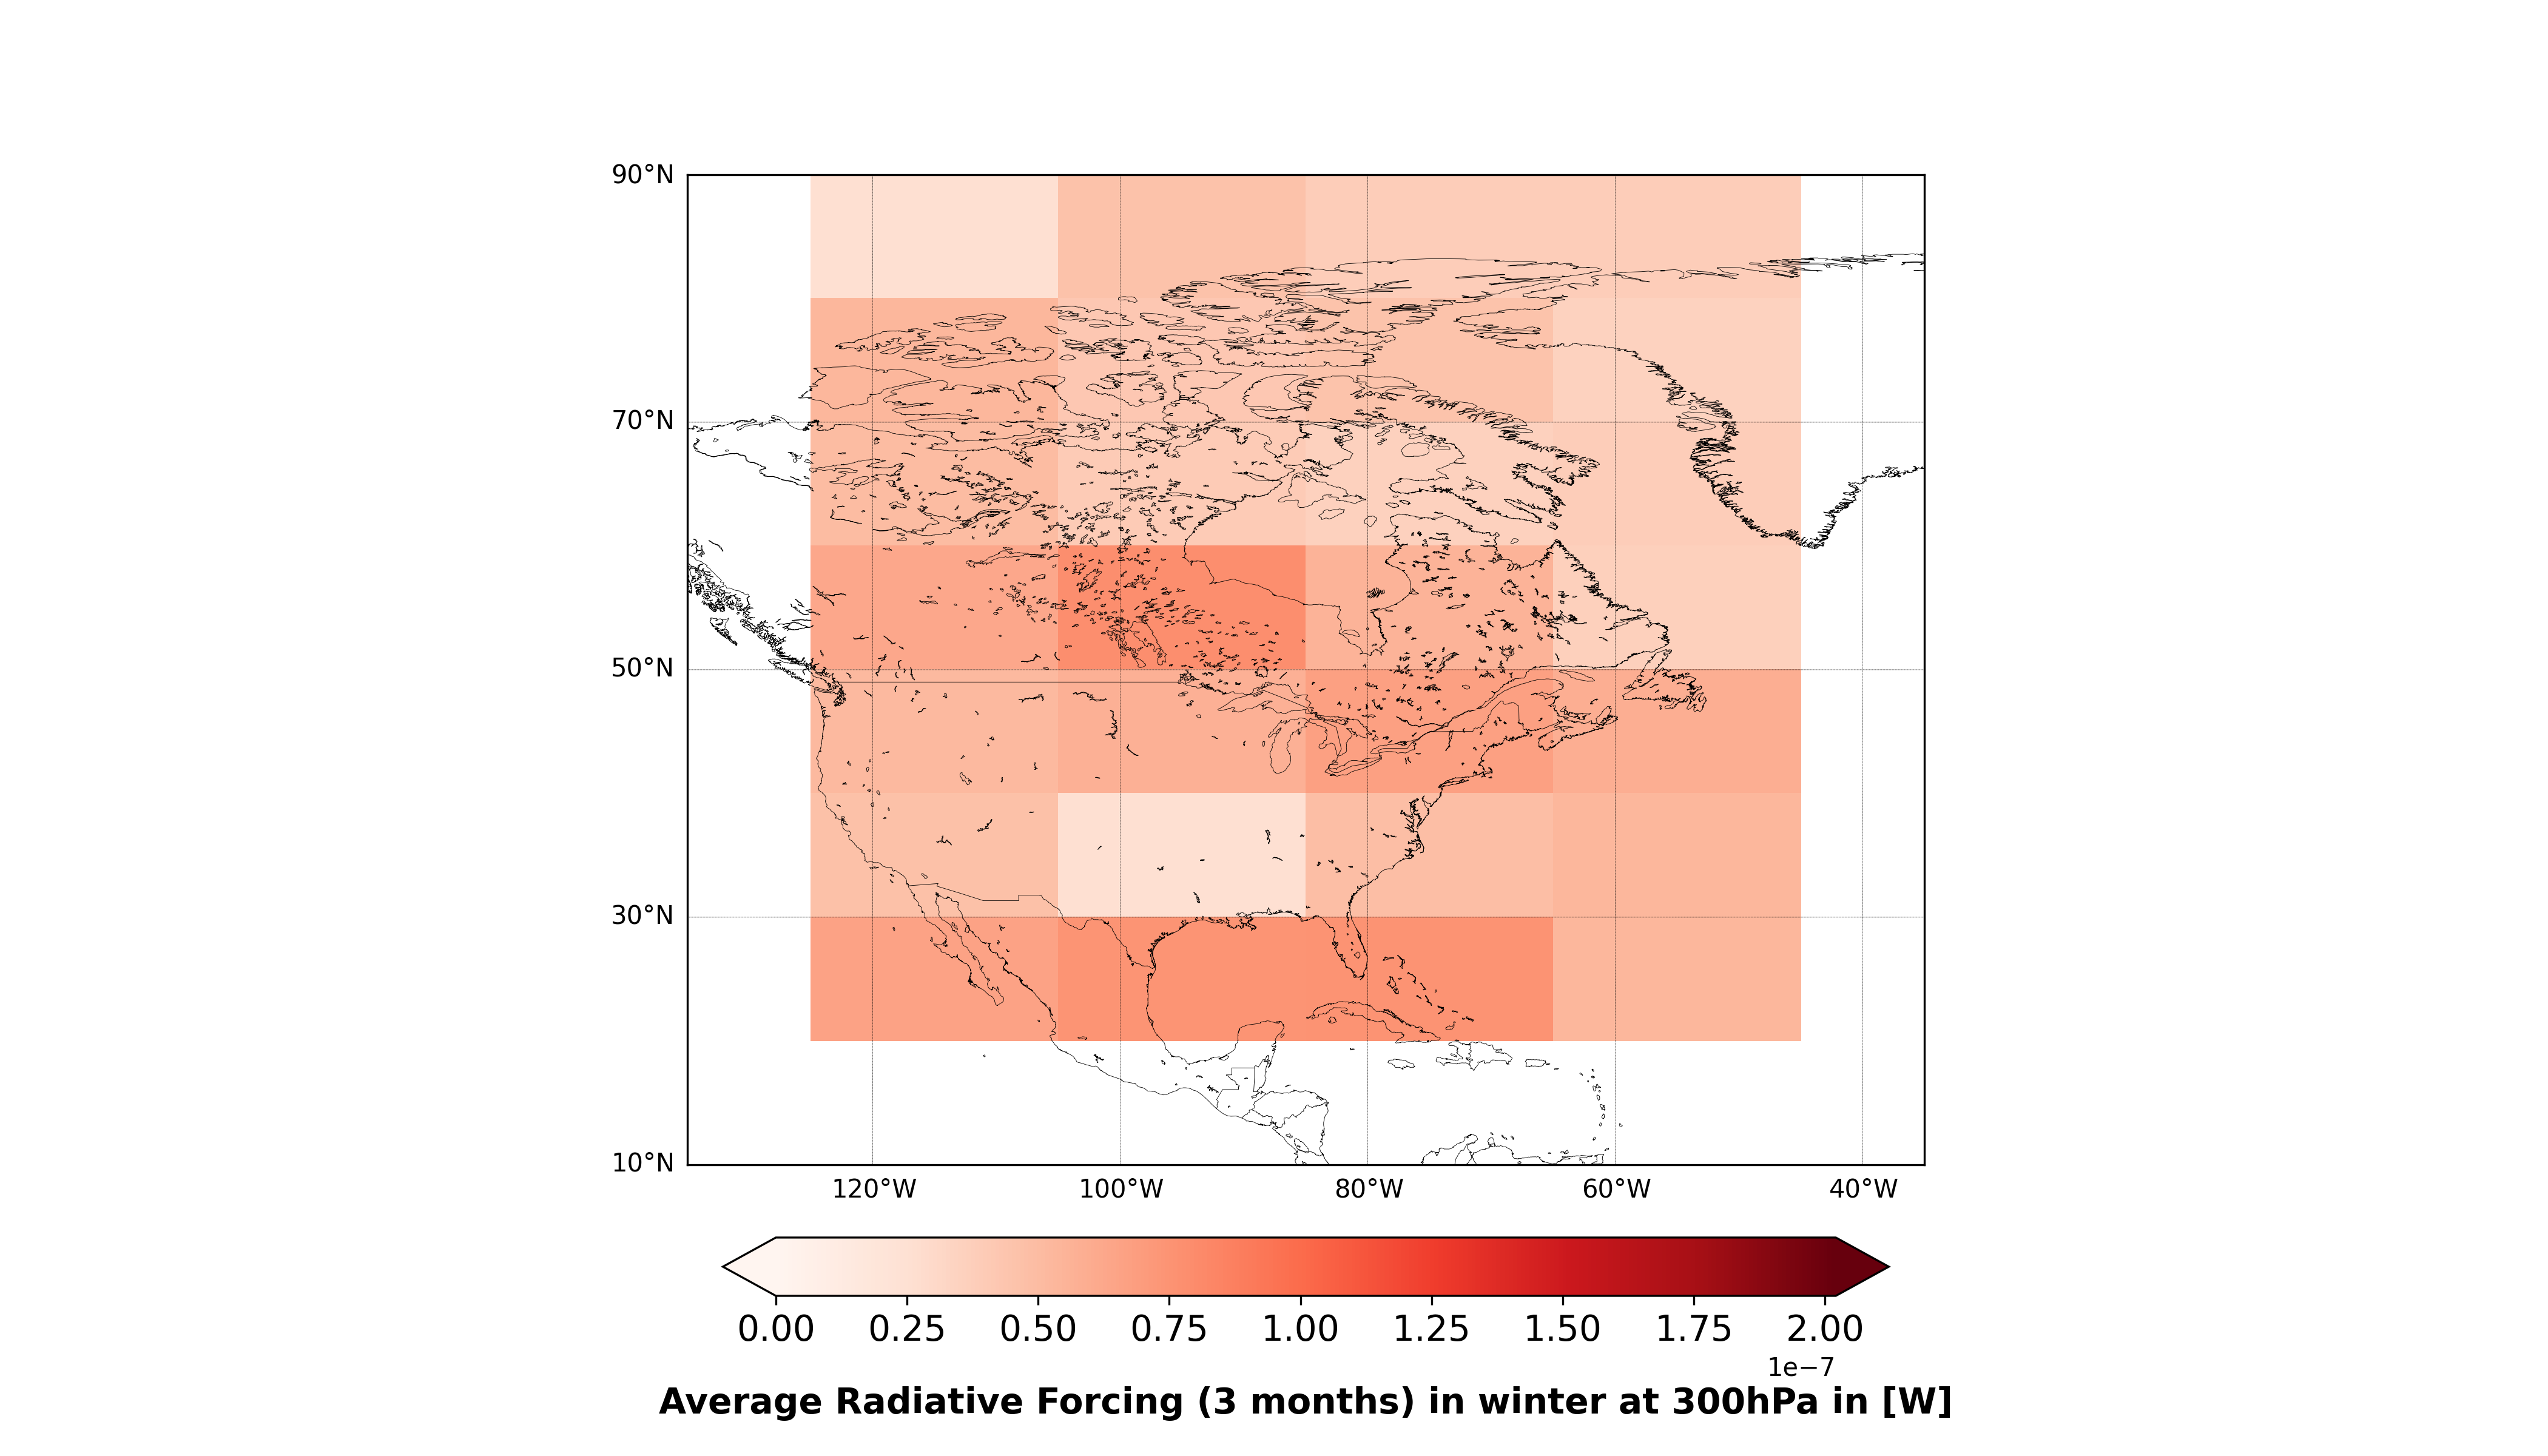 90°N
70°N
50°N
30°N
10°N
120°W 100°W 80°W 60°W 40°W
0.00 0.25 0.50 0.75 1.00 1.25 1.50 1.75 2.00
1e−7
Average Radiative Forcing (3 months) in winter at 300hPa in [W]